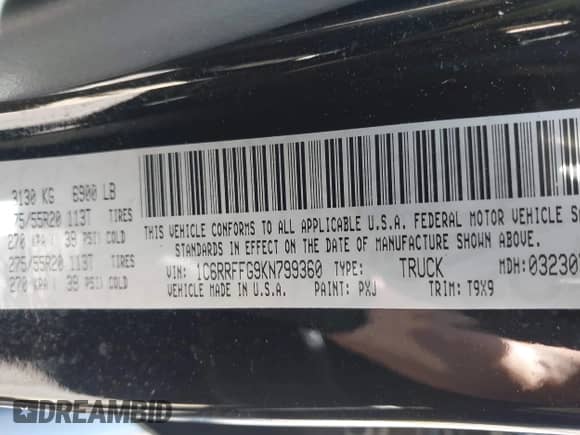 3130 KG 6900 LB
75/55R20 113T TIRES
270 KPA / 39 PSI COLD
275/55R20 113T TIRES
270 KPA / 39 PSI COLD
THIS VEHICLE CONFORMS TO ALL APPLICABLE U.S.A. FEDERAL MOTOR VEHICLE
IN EFFECT ON THE DATE OF MANUFACTURE SHOWN ABOVE.
VIN: 1C6RRFFG9KN799360 TYPE: TRUCK MDH: 03230
VEHICLE MADE IN U.S.A. PAINT: PXJ TRIM: T9X9
DREAMBID